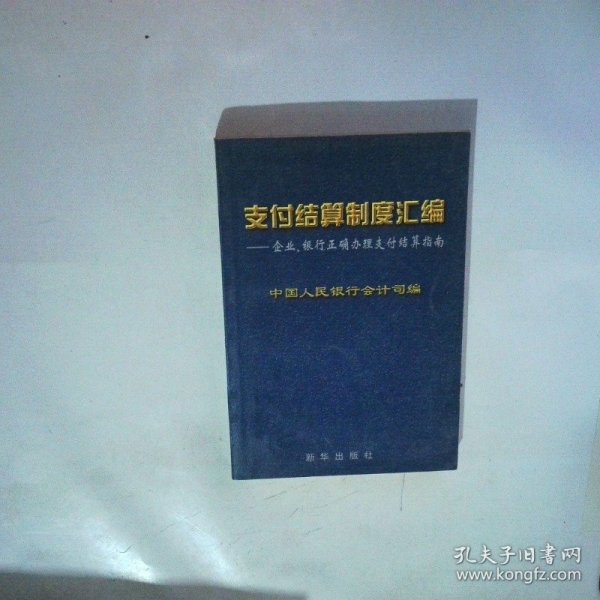 支付结算制度汇编
——企业、银行正确办理支付结算指南
中国人民银行会计司编
新华出版社
孔夫子旧书网
www.kongfz.com